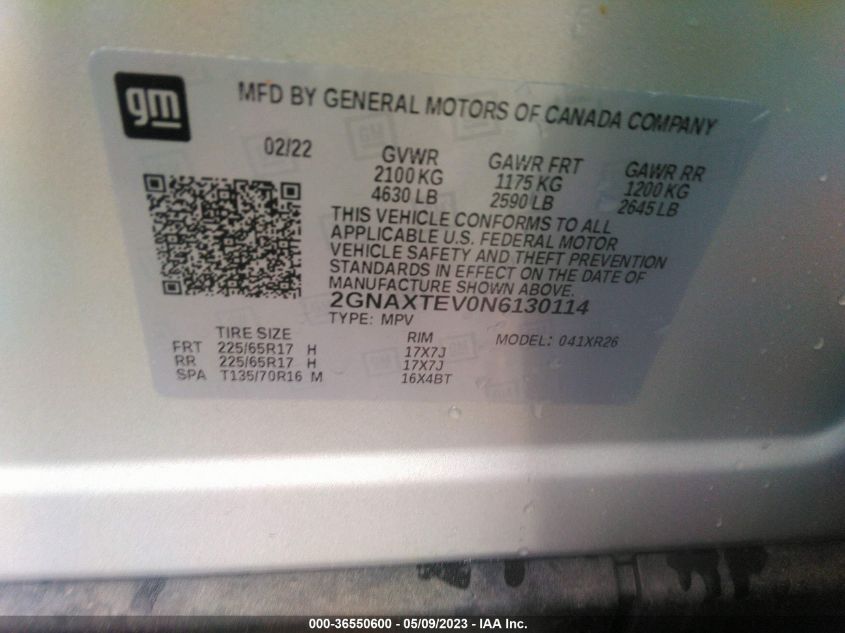 gm
MFD BY GENERAL MOTORS OF CANADA COMPANY
02/22
GVWR
2100 KG
4630 LB
GAWR FRT
1175 KG
2590 LB
GAWR RR
1200 KG
2645 LB
THIS VEHICLE CONFORMS TO ALL
APPLICABLE U.S. FEDERAL MOTOR
VEHICLE SAFETY AND THEFT PREVENTION
STANDARDS IN EFFECT ON THE DATE OF
MANUFACTURE SHOWN ABOVE.
2GNAXTEV0N6130114
TYPE: MPV
TIRE SIZE RIM MODEL: 041XR26
FRT 225/65R17 H 17X7J
RR 225/65R17 H 17X7J
SPA T135/70R16 M 16X4BT
000-36550600 - 05/09/2023 - IAA Inc.